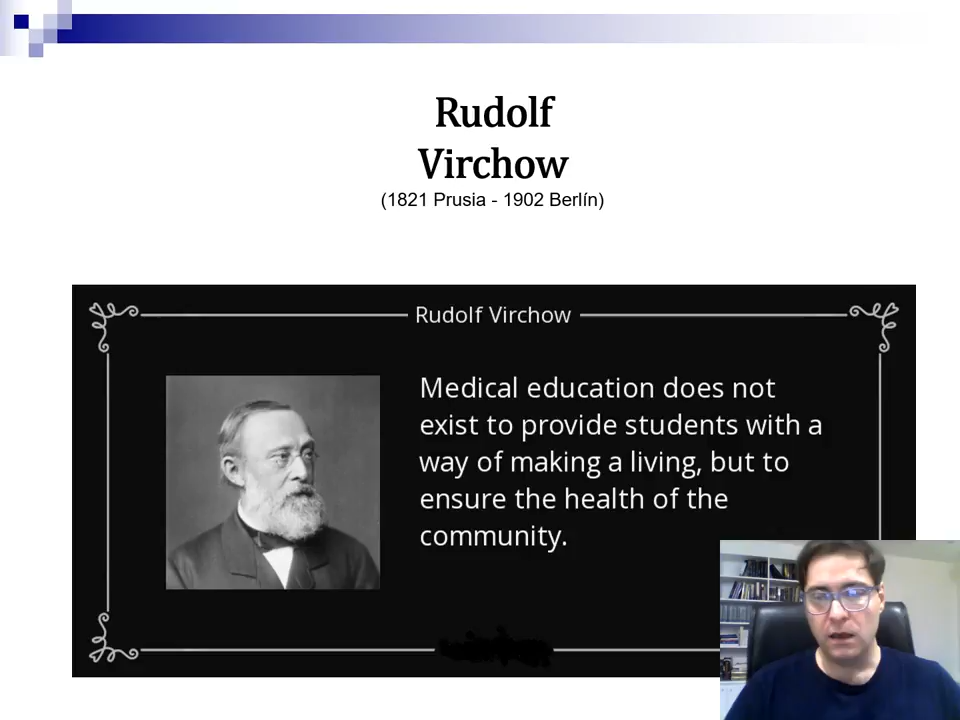 Rudolf
Virchow
(1821 Prusia - 1902 Berlín)
Rudolf Virchow
Medical education does not
exist to provide students with a
way of making a living, but to
ensure the health of the
community.